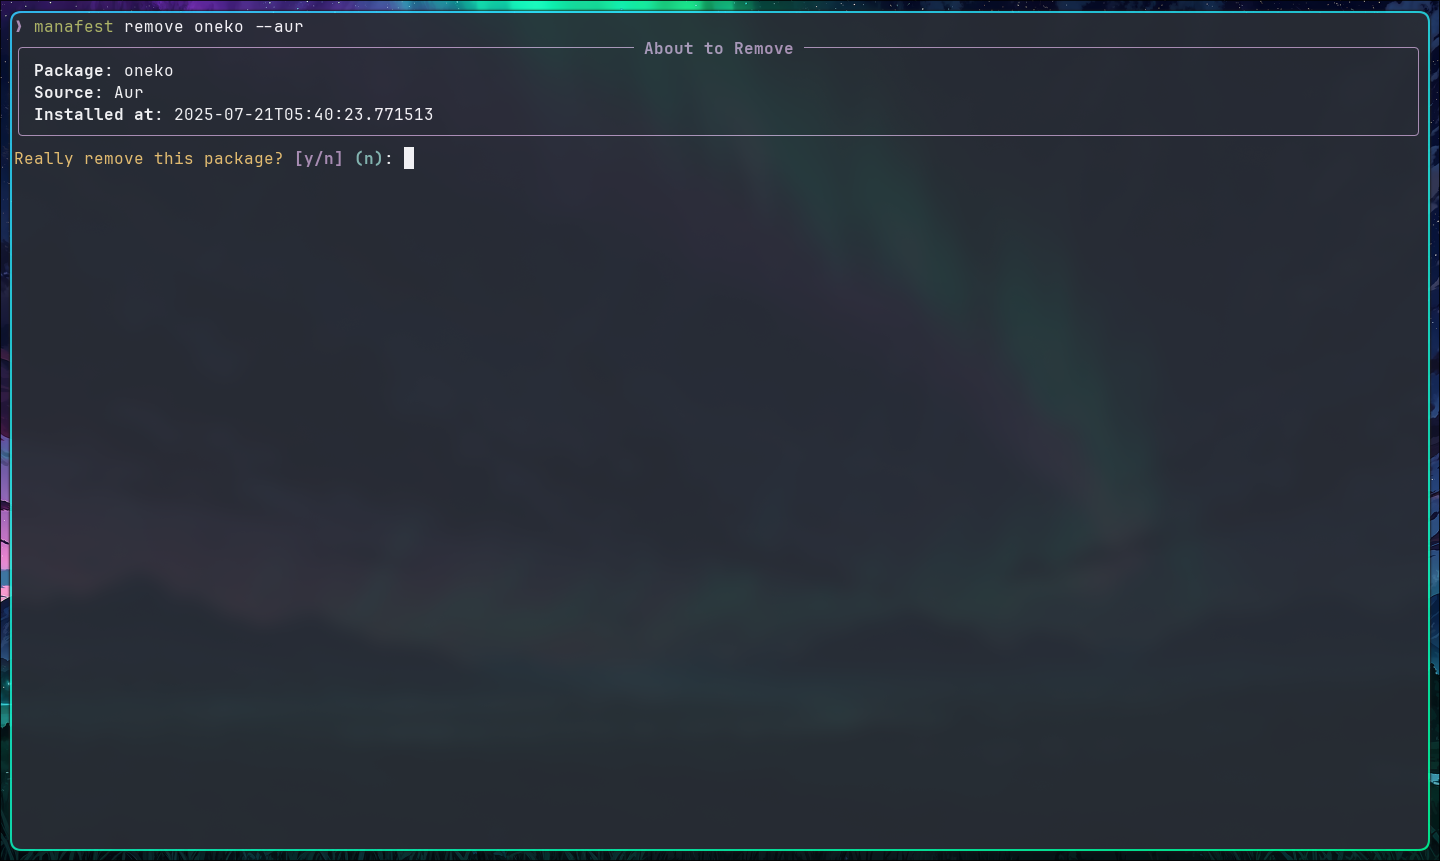 ❯ manafest remove oneko --aur
About to Remove
Package: oneko
Source: Aur
Installed at: 2025-07-21T05:40:23.771513
Really remove this package? [y/n] (n):